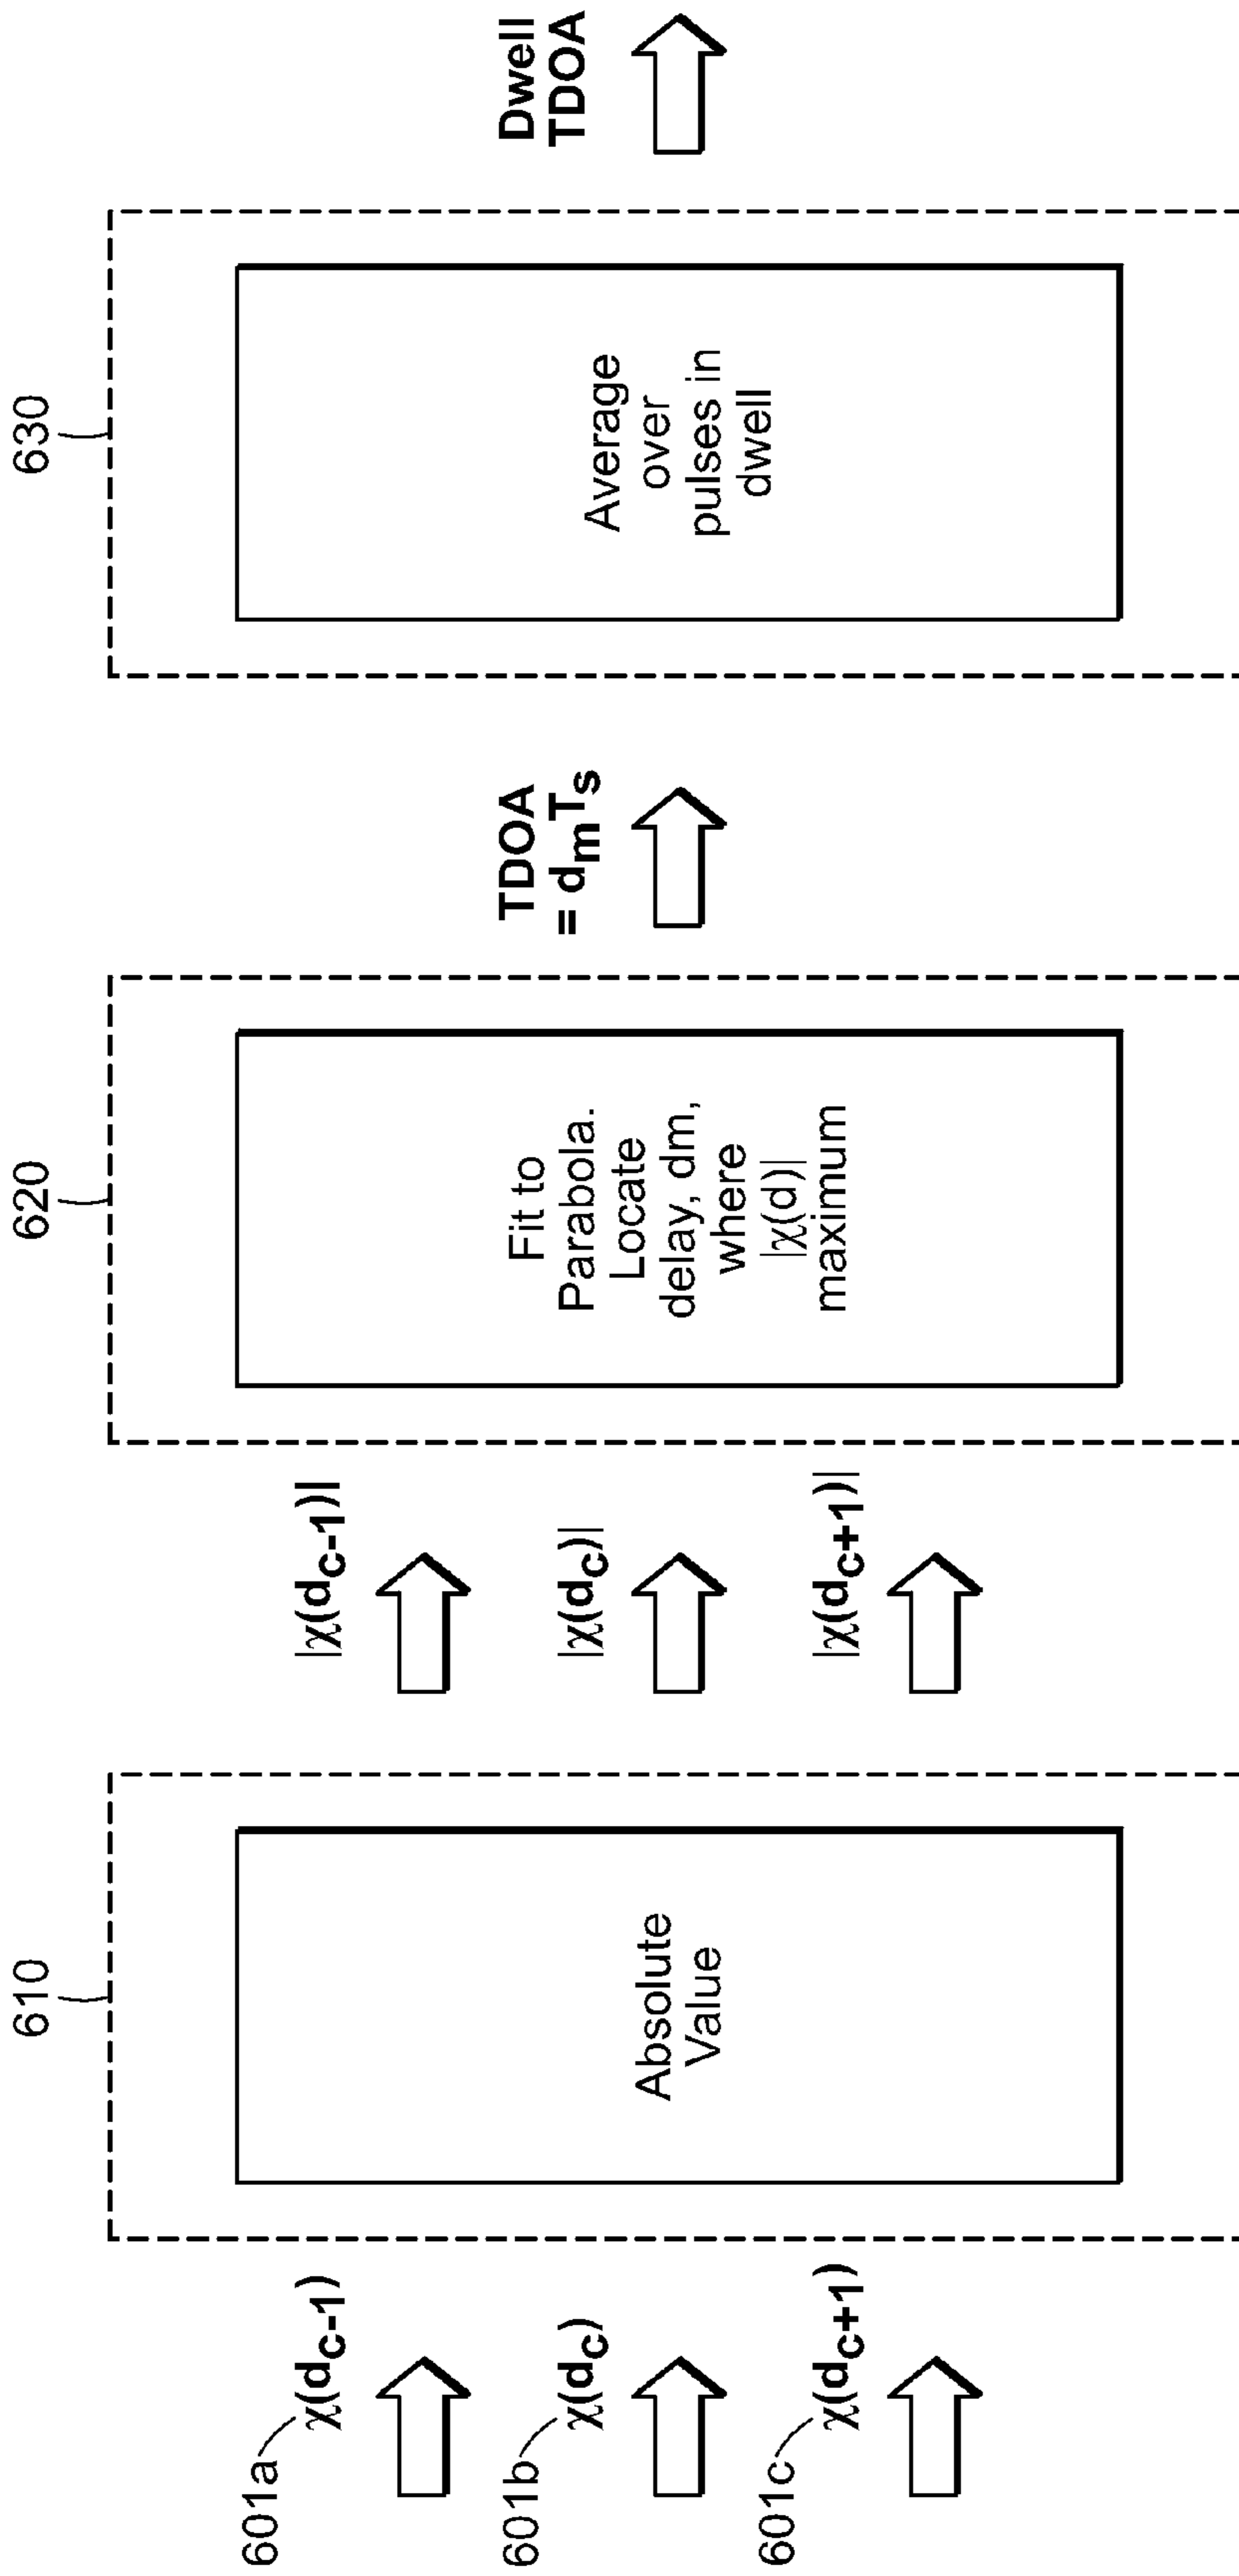 610
620
630
601a
χ(dc-1)
601b
χ(dc)
601c
χ(dc+1)
Absolute
Value
|χ(dc-1)|
|χ(dc)|
|χ(dc+1)|
Fit to
Parabola.
Locate
delay, dm,
where
|χ(d)|
maximum
TDOA
= dmTs
Average
over
pulses in
dwell
Dwell
TDOA